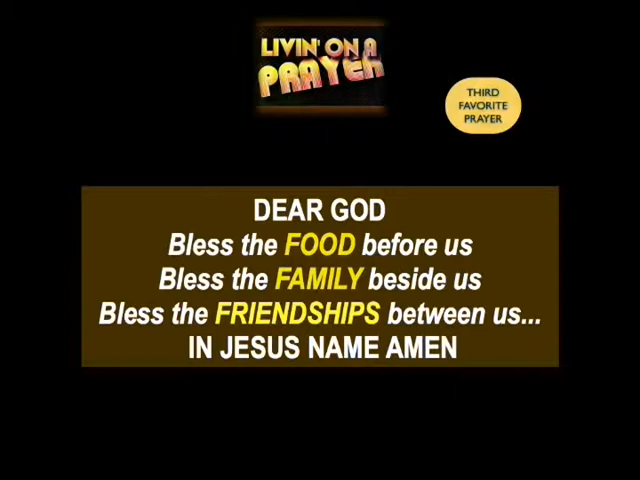 LIVIN' ON A
PRAYER
THIRD
FAVORITE
PRAYER
DEAR GOD
Bless the FOOD before us
Bless the FAMILY beside us
Bless the FRIENDSHIPS between us...
IN JESUS NAME AMEN